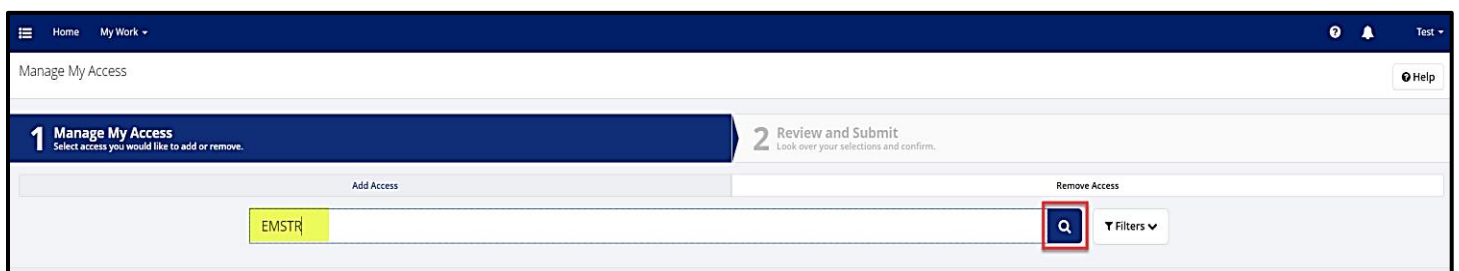 Home My Work Test
Manage My Access Help
1 Manage My Access 2 Review and Submit
Select access you would like to add or remove. Look over your selections and confirm.
Add Access Remove Access
EMSTR Filters